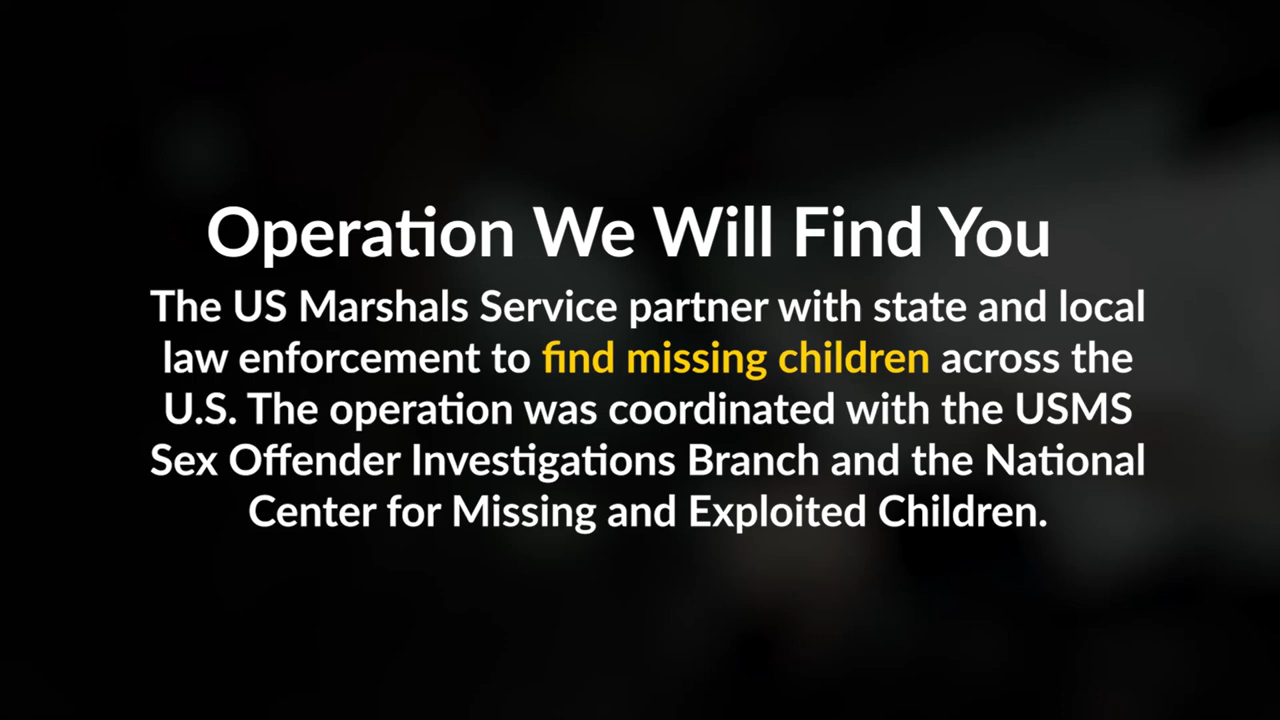 Operation We Will Find You
The US Marshals Service partner with state and local
law enforcement to find missing children across the
U.S. The operation was coordinated with the USMS
Sex Offender Investigations Branch and the National
Center for Missing and Exploited Children.